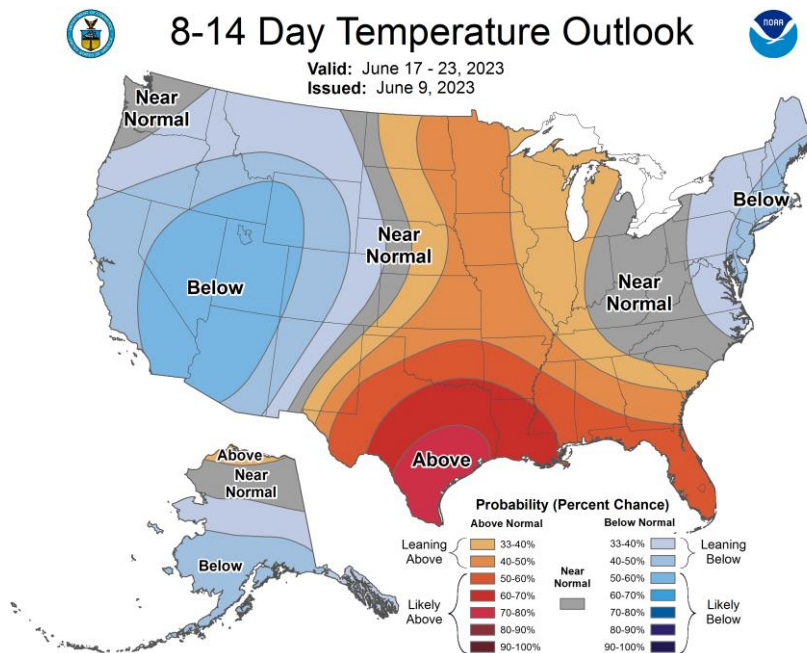 8-14 Day Temperature Outlook
NOAA
Valid: June 17 - 23, 2023
Issued: June 9, 2023
Near
Normal
Below
Near
Normal
Below
Near
Normal
Above
Above
Near
Normal
Below
Probability (Percent Chance)
Above Normal
Below Normal
Leaning
Above
33-40%
40-50%
Likely
Above
50-60%
60-70%
70-80%
80-90%
90-100%
Near
Normal
33-40%
40-50%
Leaning
Below
50-60%
60-70%
70-80%
80-90%
90-100%
Likely
Below